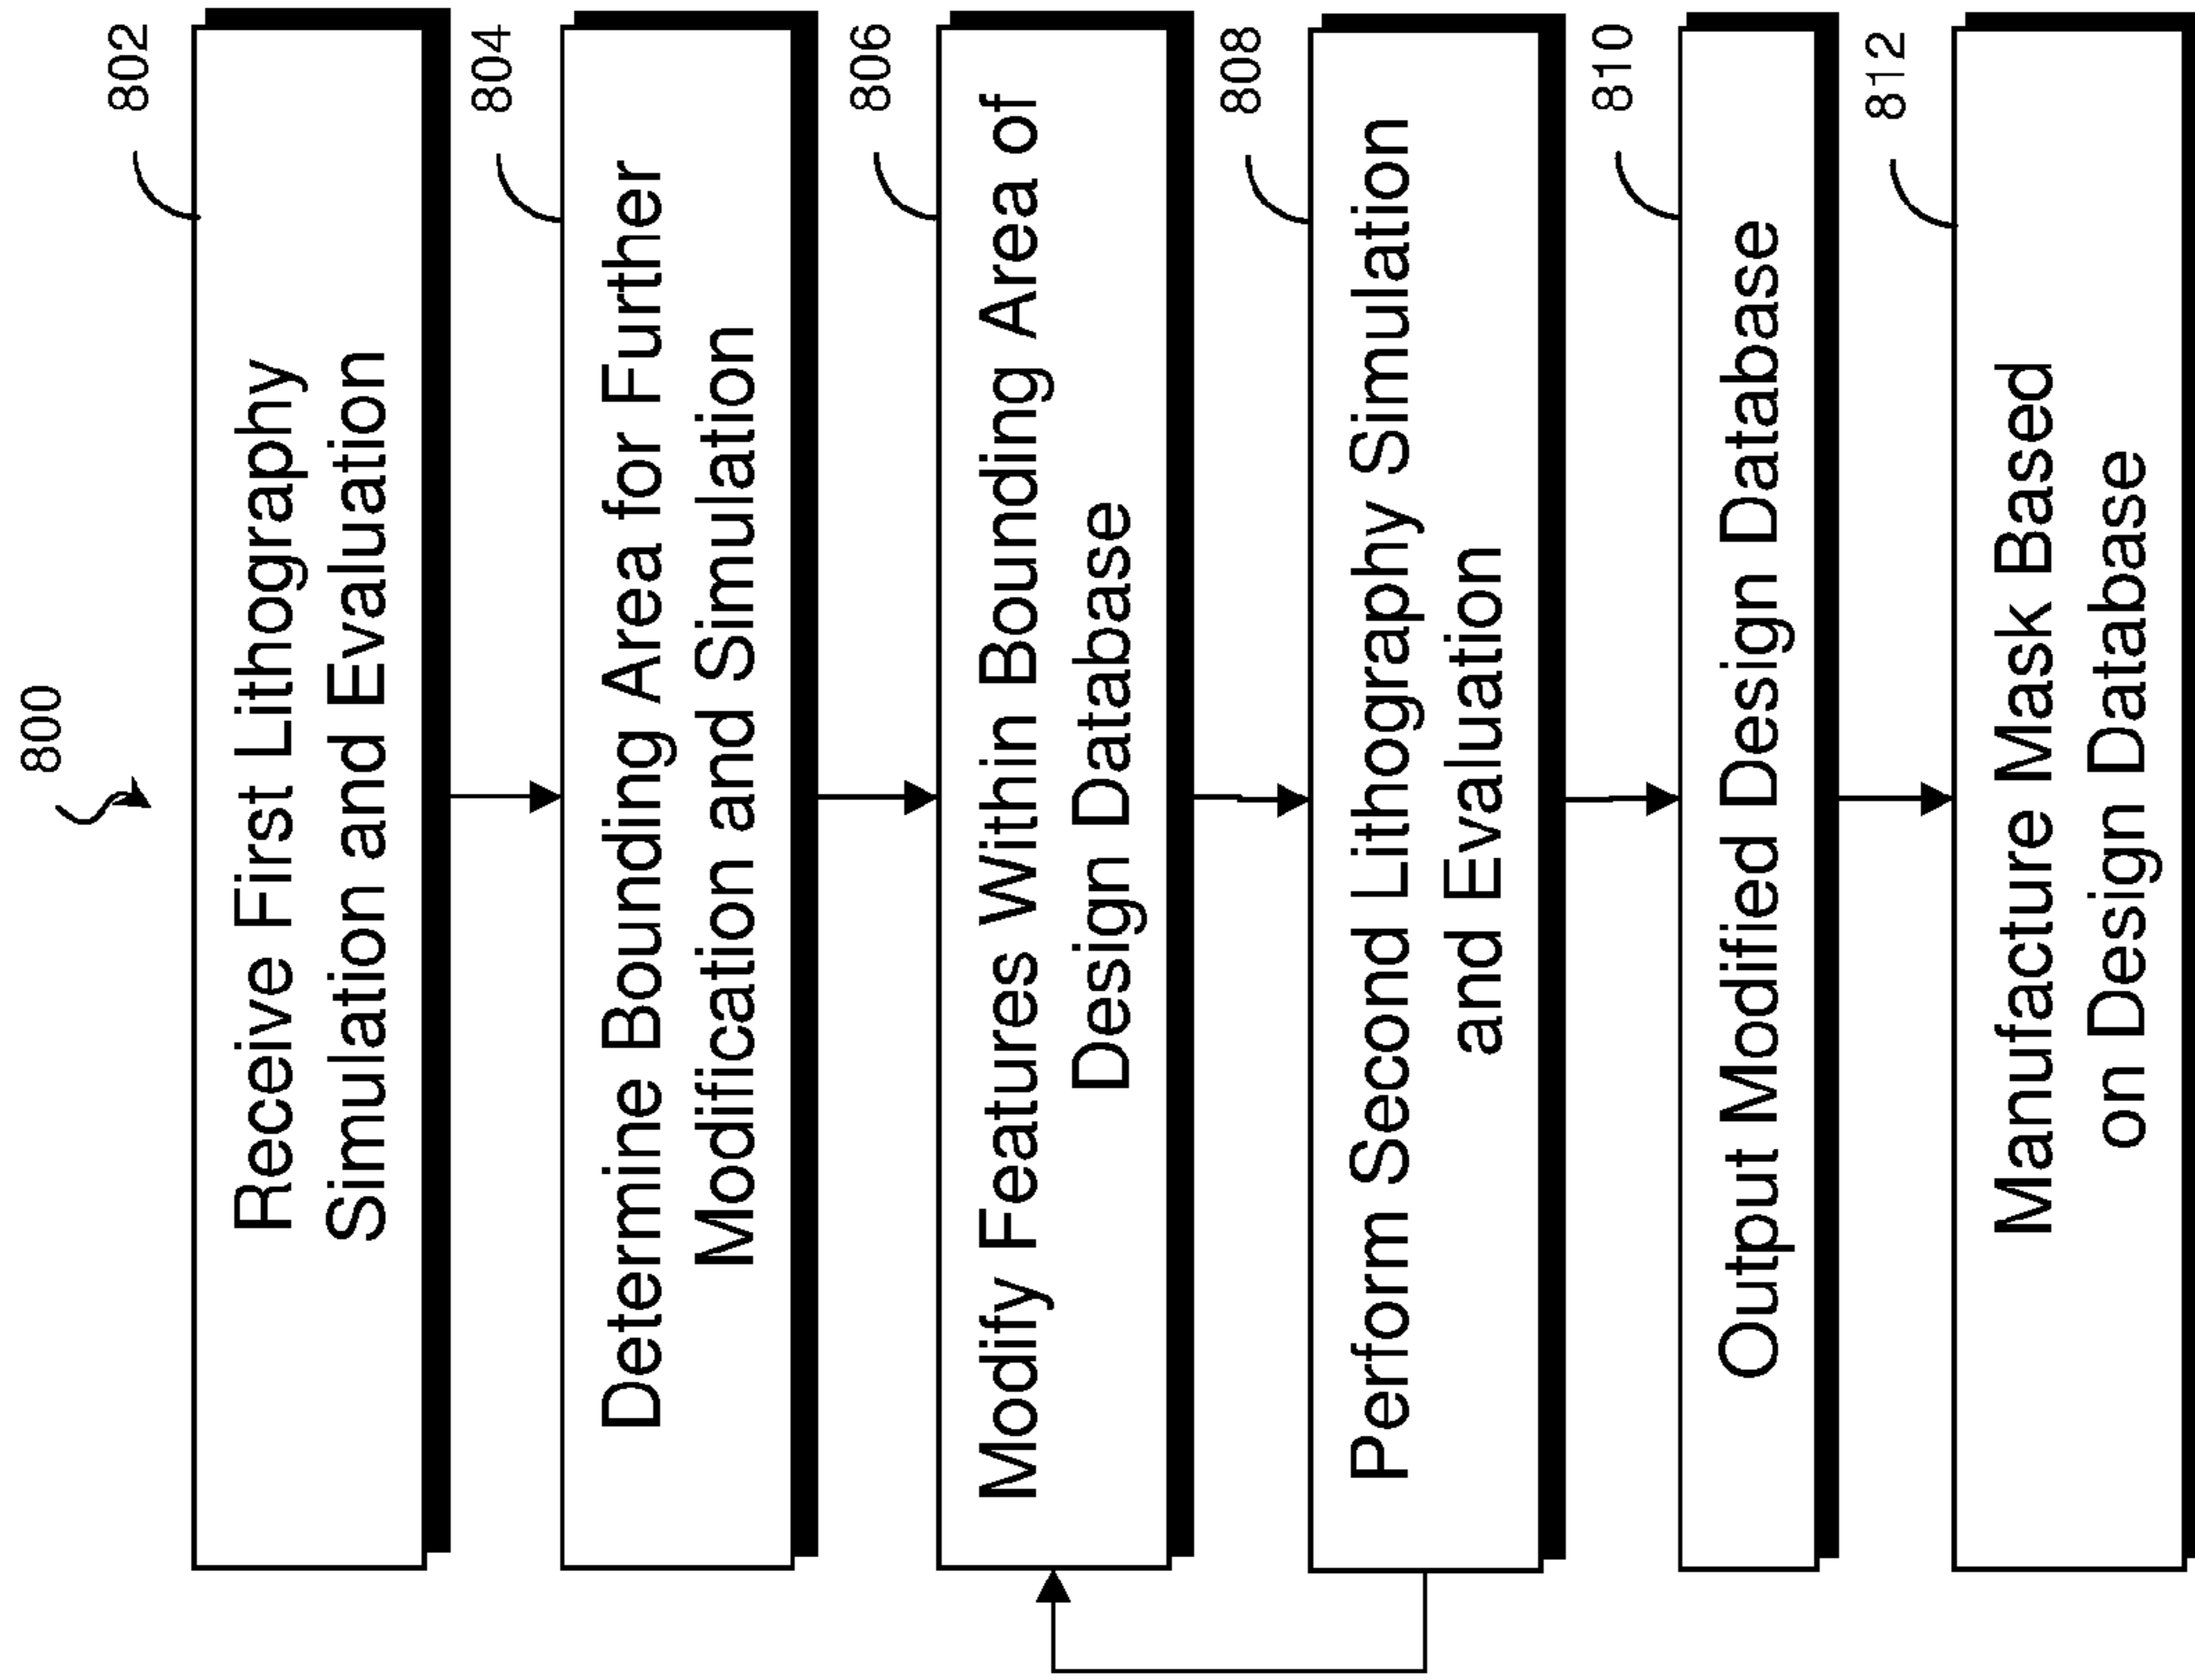 800
802
Receive First Lithography
Simulation and Evaluation
804
Determine Bounding Area for Further
Modification and Simulation
806
Modify Features Within Bounding Area of
Design Database
808
Perform Second Lithography Simulation
and Evaluation
810
Output Modified Design Database
812
Manufacture Mask Based
on Design Database